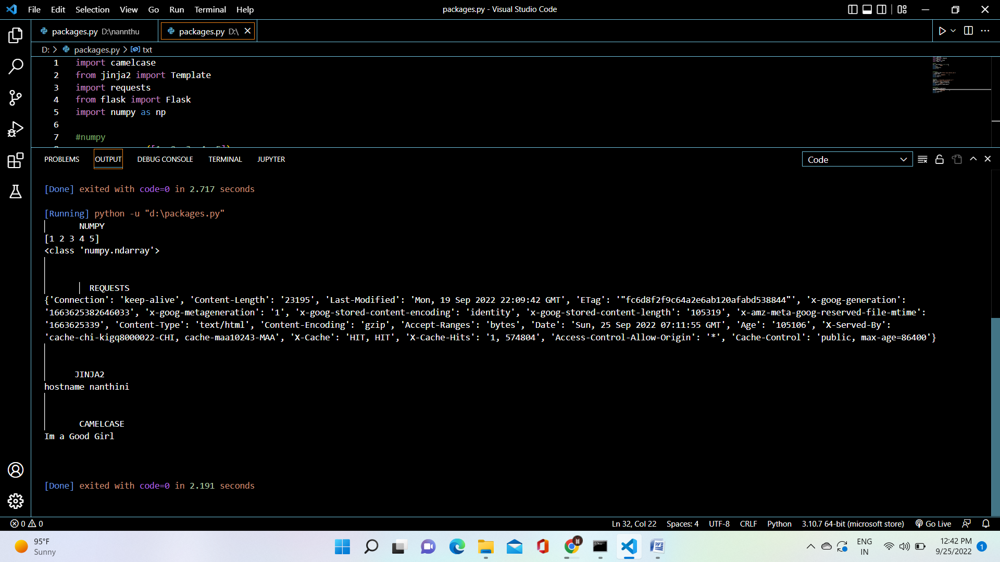 File Edit Selection View Go Run Terminal Help
packages.py - Visual Studio Code
packages.py D:\nannthu
packages.py D:\
D: > packages.py > txt
1 import camelcase
2 from jinja2 import Template
3 import requests
4 from flask import Flask
5 import numpy as np
6
7 #numpy
PROBLEMS OUTPUT DEBUG CONSOLE TERMINAL JUPYTER
Code
[Done] exited with code=0 in 2.717 seconds
[Running] python -u "d:\packages.py"
NUMPY
[1 2 3 4 5]
<class 'numpy.ndarray'>
REQUESTS
{'Connection': 'keep-alive', 'Content-Length': '23195', 'Last-Modified': 'Mon, 19 Sep 2022 22:09:42 GMT', 'ETag': '"fc6d8f2f9c64a2e6ab120afabd538844"', 'x-goog-generation':
'1663625382646033', 'x-goog-metageneration': '1', 'x-goog-stored-content-encoding': 'identity', 'x-goog-stored-content-length': '105319', 'x-amz-meta-goog-reserved-file-mtime':
'1663625339', 'Content-Type': 'text/html', 'Content-Encoding': 'gzip', 'Accept-Ranges': 'bytes', 'Date': 'Sun, 25 Sep 2022 07:11:55 GMT', 'Age': '105106', 'X-Served-By':
'cache-chi-kigq8000022-CHI, cache-maa10243-MAA', 'X-Cache': 'HIT, HIT', 'X-Cache-Hits': '1, 574804', 'Access-Control-Allow-Origin': '*', 'Cache-Control': 'public, max-age=86400'}
JINJA2
hostname nanthini
CAMELCASE
Im a Good Girl
[Done] exited with code=0 in 2.191 seconds
0 0
Ln 32, Col 22 Spaces: 4 UTF-8 CRLF Python 3.10.7 64-bit (microsoft store) Go Live
95°F
Sunny
ENG
IN
12:42 PM
9/25/2022
1